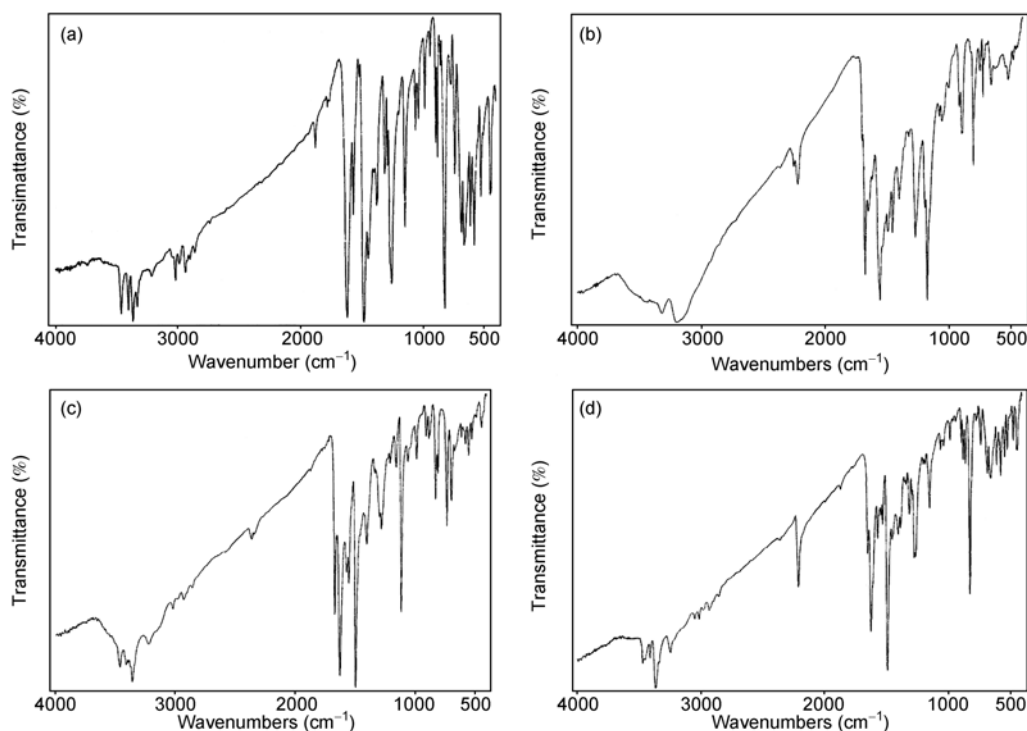 (a)
Transimattance (%)
4000 3000 2000 1000 500
Wavenumber (cm⁻¹)
(b)
Transmittance (%)
4000 3000 2000 1000 500
Wavenumbers (cm⁻¹)
(c)
Transmittance (%)
4000 3000 2000 1000 500
Wavenumbers (cm⁻¹)
(d)
Transmittance (%)
4000 3000 2000 1000 500
Wavenumbers (cm⁻¹)